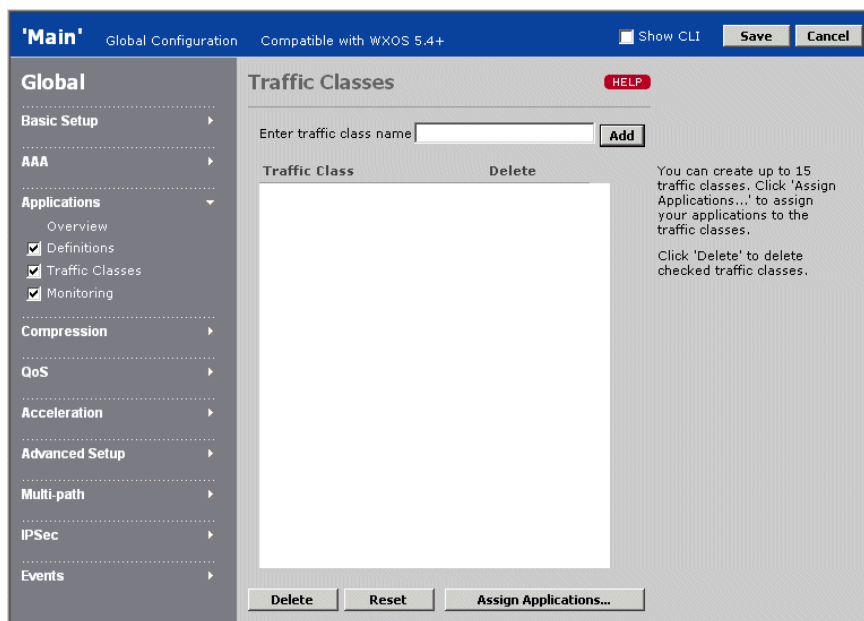 'Main' Global Configuration Compatible with WXOS 5.4+ Show CLI Save Cancel
Global
Basic Setup
AAA
Applications
Overview
Definitions
Traffic Classes
Monitoring
Compression
QoS
Acceleration
Advanced Setup
Multi-path
IPSec
Events
Traffic Classes HELP
Enter traffic class name Add
Traffic Class Delete
Delete Reset Assign Applications...
You can create up to 15
traffic classes. Click 'Assign
Applications...' to assign
your applications to the
traffic classes.
Click 'Delete' to delete
checked traffic classes.